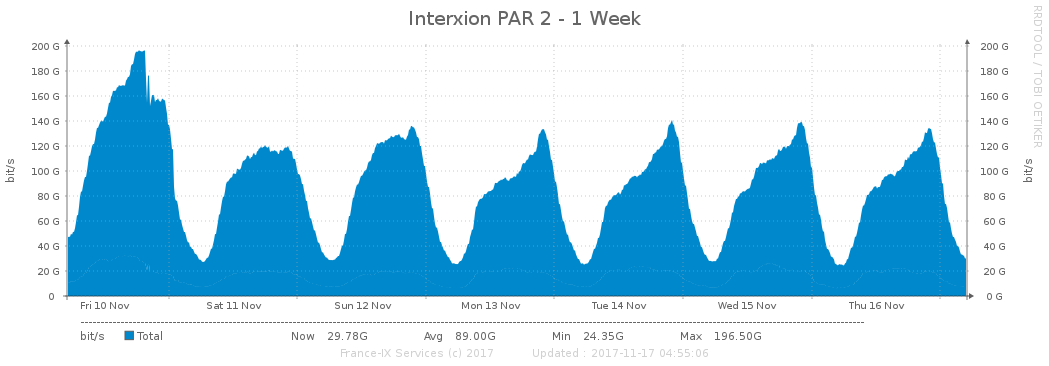 Interxion PAR 2 - 1 Week
RRDTOOL / TOBI OETIKER
200 G 200 G
180 G 180 G
160 G 160 G
140 G 140 G
120 G 120 G
100 G 100 G
80 G 80 G
60 G 60 G
40 G 40 G
20 G 20 G
0 0 G
bit/s bit/s
Fri 10 Nov Sat 11 Nov Sun 12 Nov Mon 13 Nov Tue 14 Nov Wed 15 Nov Thu 16 Nov
bit/s Total Now 29.78G Avg 89.00G Min 24.35G Max 196.50G
France-IX Services (c) 2017 Updated : 2017-11-17 04:55:06